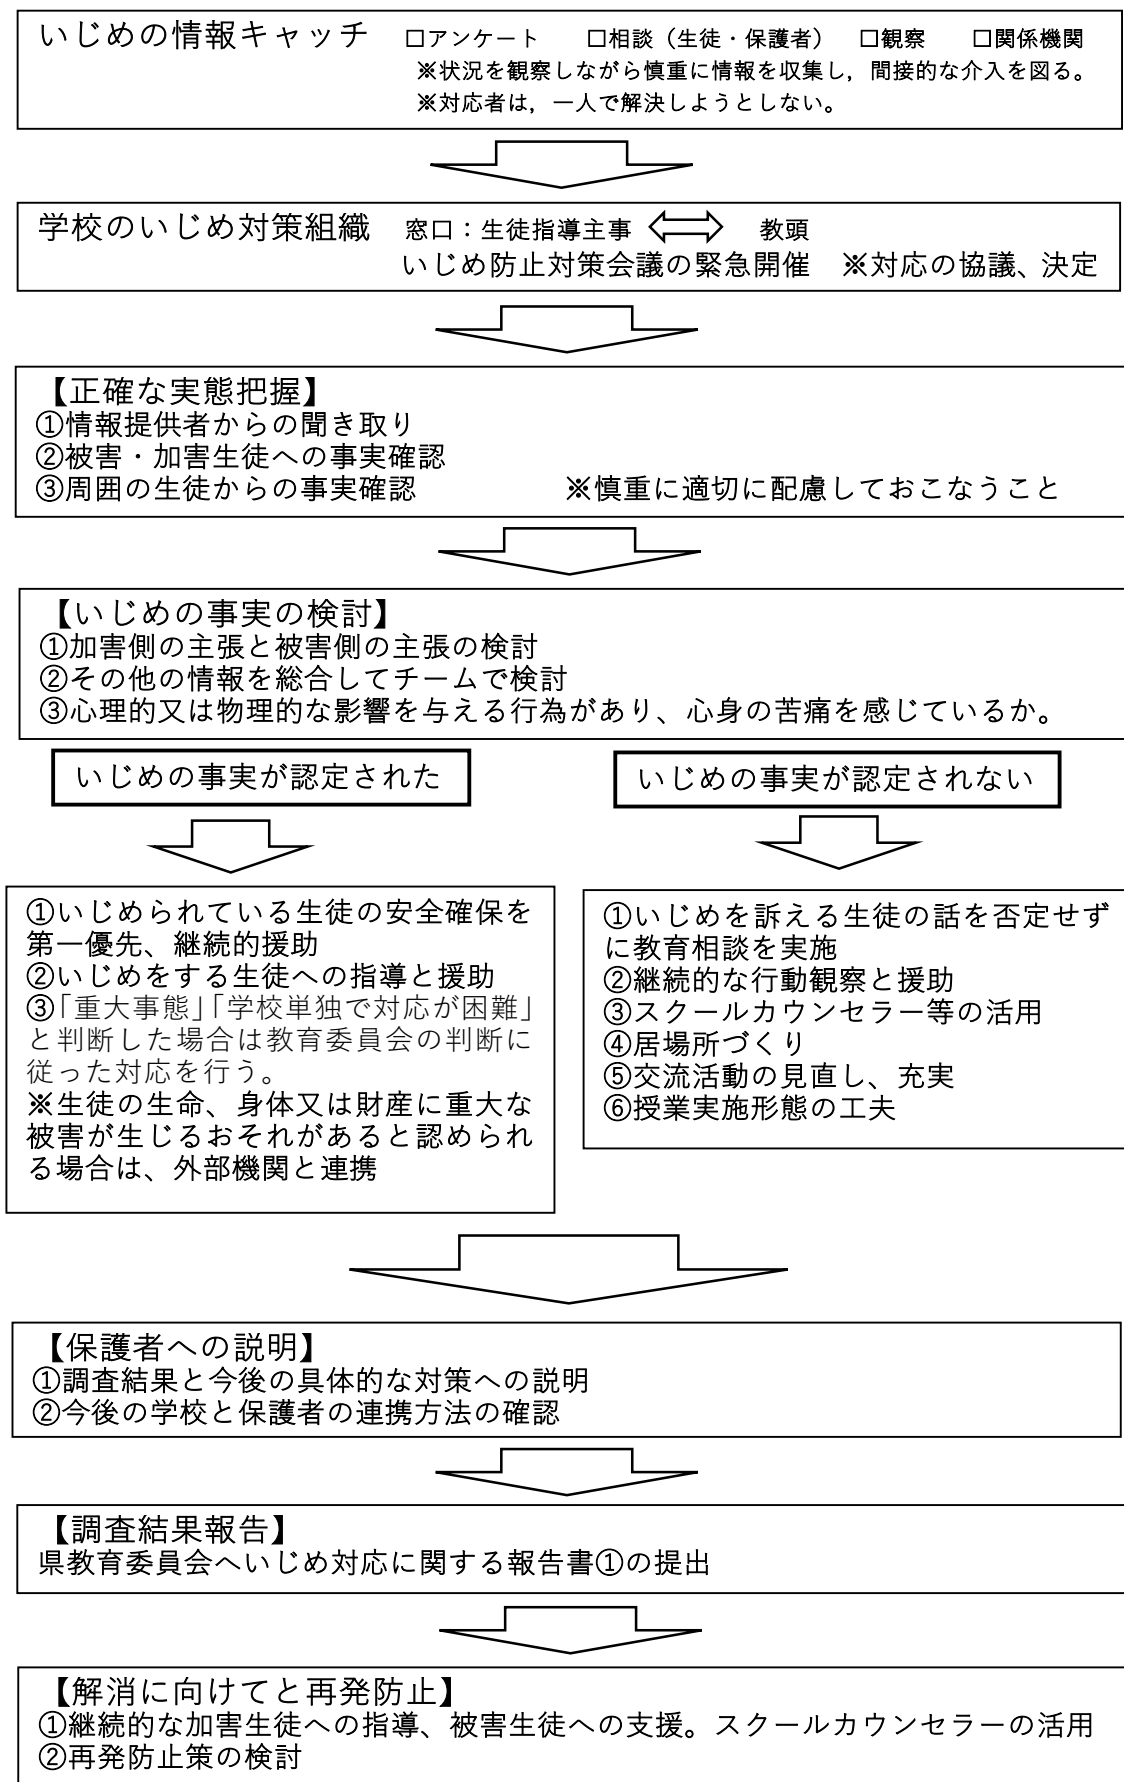 いじめの情報キャッチ　□アンケート　□相談（生徒・保護者）　□観察　□関係機関
※状況を観察しながら慎重に情報を収集し，間接的な介入を図る。
※対応者は，一人で解決しようとしない。
学校のいじめ対策組織　窓口：生徒指導主事　教頭
いじめ防止対策会議の緊急開催　※対応の協議、決定
【正確な実態把握】
①情報提供者からの聞き取り
②被害・加害生徒への事実確認
③周囲の生徒からの事実確認　※慎重に適切に配慮しておこなうこと
【いじめの事実の検討】
①加害側の主張と被害側の主張の検討
②その他の情報を総合してチームで検討
③心理的又は物理的な影響を与える行為があり、心身の苦痛を感じているか。
いじめの事実が認定された
①いじめられている生徒の安全確保を
第一優先、継続的援助
②いじめをする生徒への指導と援助
③「重大事態」「学校単独で対応が困難」
と判断した場合は教育委員会の判断に
従った対応を行う。
※生徒の生命、身体又は財産に重大な
被害が生じるおそれがあると認められ
る場合は、外部機関と連携
いじめの事実が認定されない
①いじめを訴える生徒の話を否定せず
に教育相談を実施
②継続的な行動観察と援助
③スクールカウンセラー等の活用
④居場所づくり
⑤交流活動の見直し、充実
⑥授業実施形態の工夫
【保護者への説明】
①調査結果と今後の具体的な対策への説明
②今後の学校と保護者の連携方法の確認
【調査結果報告】
県教育委員会へいじめ対応に関する報告書①の提出
【解消に向けてと再発防止】
①継続的な加害生徒への指導、被害生徒への支援。スクールカウンセラーの活用
②再発防止策の検討